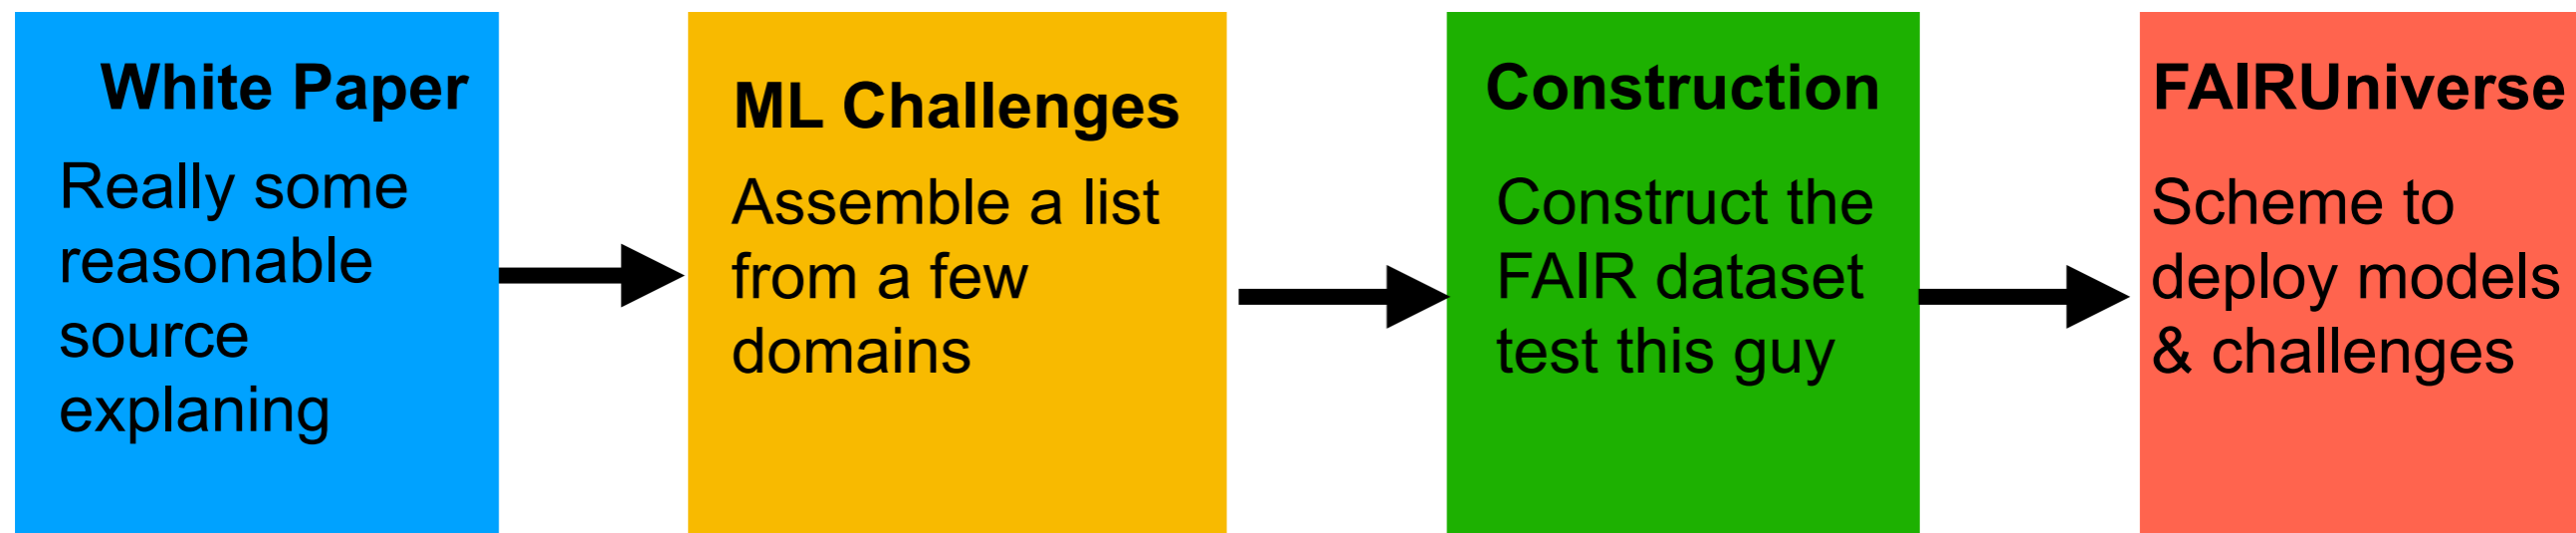 White Paper
Really some
reasonable
source
explaning
ML Challenges
Assemble a list
from a few
domains
Construction
Construct the
FAIR dataset
test this guy
FAIRUniverse
Scheme to
deploy models
& challenges